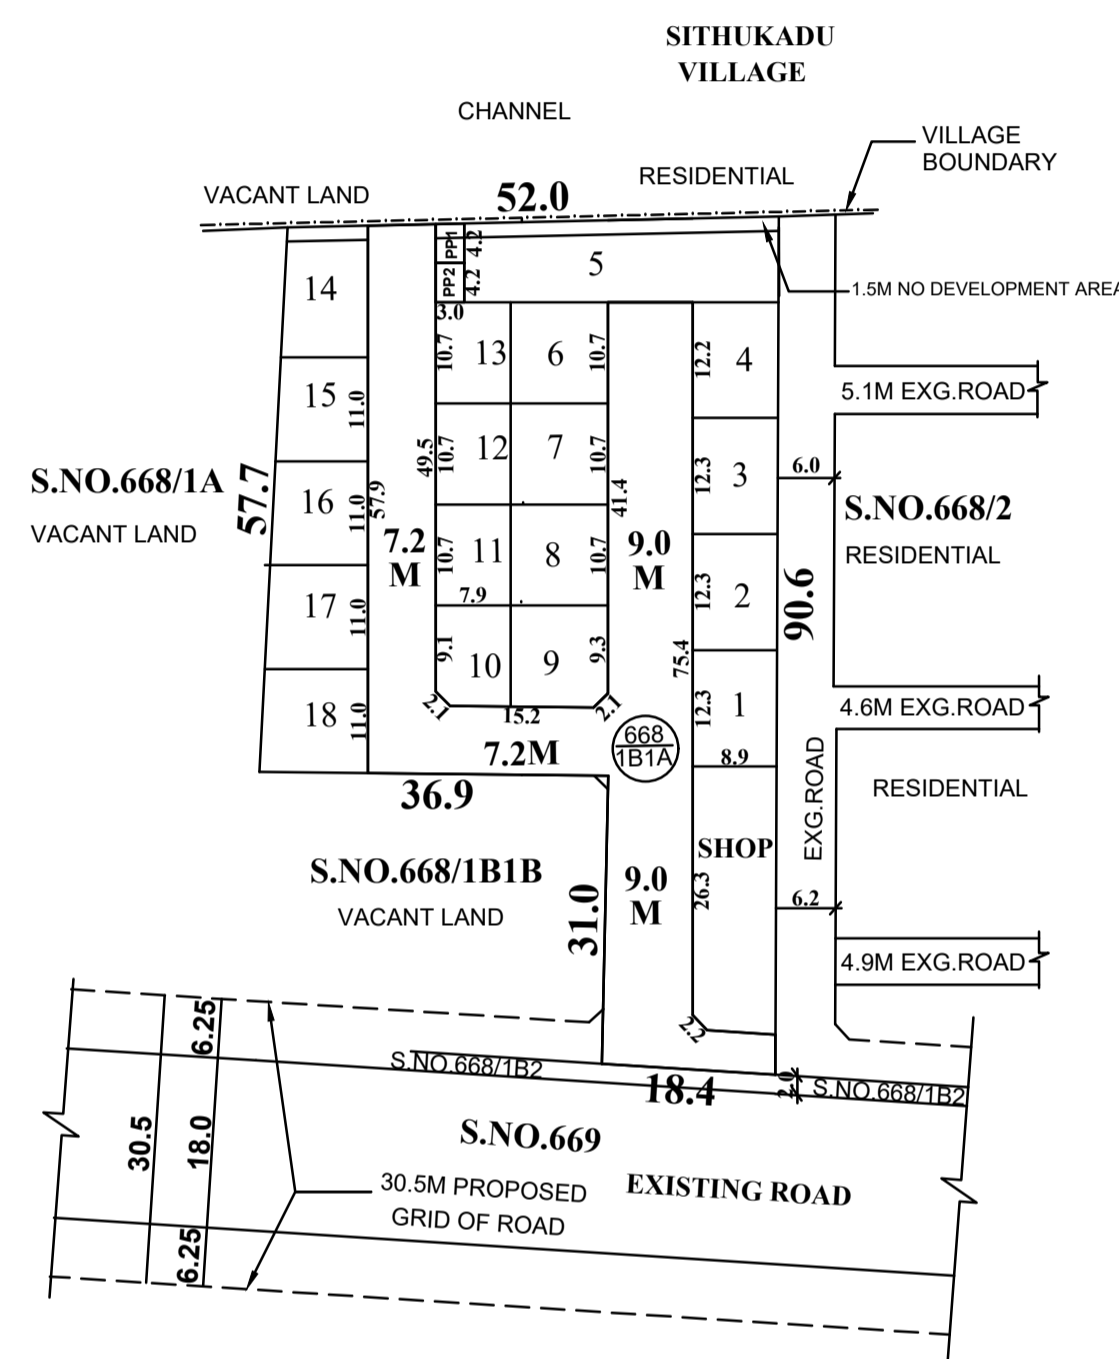 SITHUKADU
VILLAGE
CHANNEL
VILLAGE
BOUNDARY
RESIDENTIAL
VACANT LAND
52.0
PP1
4.2
5
14
PP2
4.2
1.5M NO DEVELOPMENT AREA
3.0
10.7
13
6
10.7
12.2
4
15
11.0
5.1M EXG.ROAD
49.5
10.7
12
7
10.7
12.3
3
6.0
S.NO.668/1A
57.7
16
11.0
57.9
41.4
S.NO.668/2
VACANT LAND
7.2
M
10.7
11
8
10.7
9.0
M
RESIDENTIAL
17
11.0
7.9
12.3
2
90.6
9.1
10
9
9.3
75.4
18
11.0
2.1
15.2
2.1
12.3
1
4.6M EXG.ROAD
7.2M
668
1B1A
8.9
36.9
EXG.ROAD
RESIDENTIAL
SHOP
S.NO.668/1B1B
VACANT LAND
31.0
9.0
M
26.3
6.2
4.9M EXG.ROAD
6.25
2.2
S.NO.668/1B2
18.4
2.0
S.NO.668/1B2
30.5
18.0
S.NO.669
30.5M PROPOSED
GRID OF ROAD
EXISTING ROAD
6.25